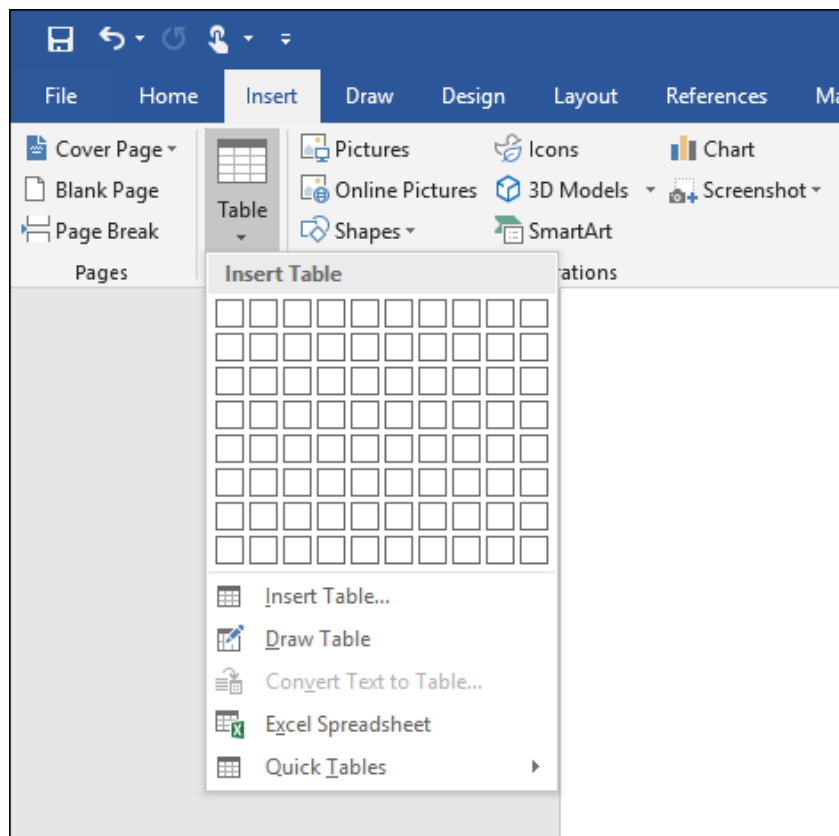 File Home Insert Draw Design Layout References Ma
Cover Page Pictures Icons Chart
Blank Page Online Pictures 3D Models Screenshot
Table
Page Break Shapes SmartArt
Pages Insert Table rations
Insert Table...
Draw Table
Convert Text to Table...
Excel Spreadsheet
Quick Tables